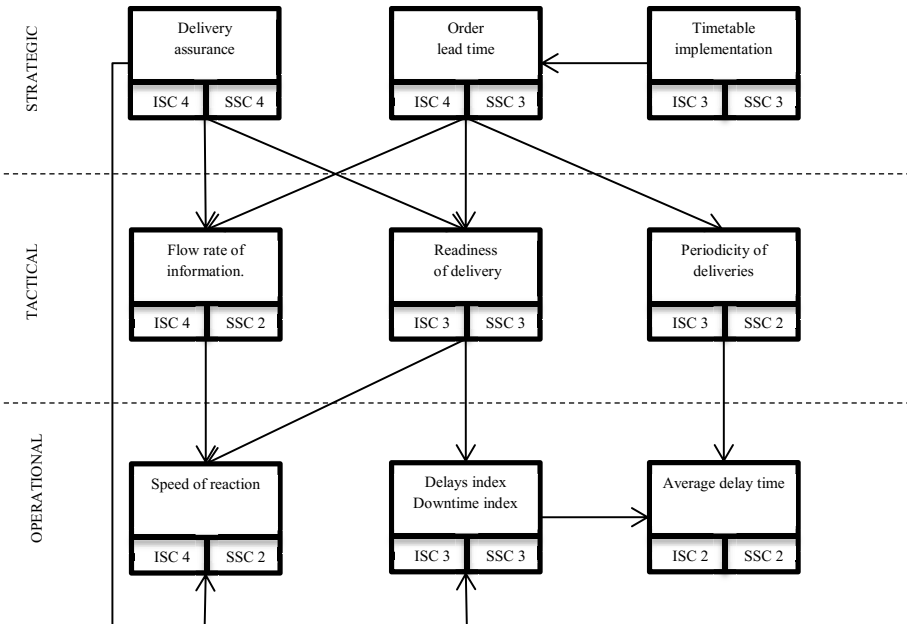 STRATEGIC
Delivery
assurance
ISC 4 SSC 4
Order
lead time
ISC 4 SSC 3
Timetable
implementation
ISC 3 SSC 3
TACTICAL
Flow rate of
information.
ISC 4 SSC 2
Readiness
of delivery
ISC 3 SSC 3
Periodicity of
deliveries
ISC 3 SSC 2
OPERATIONAL
Speed of reaction
ISC 4 SSC 2
Delays index
Downtime index
ISC 3 SSC 3
Average delay time
ISC 2 SSC 2